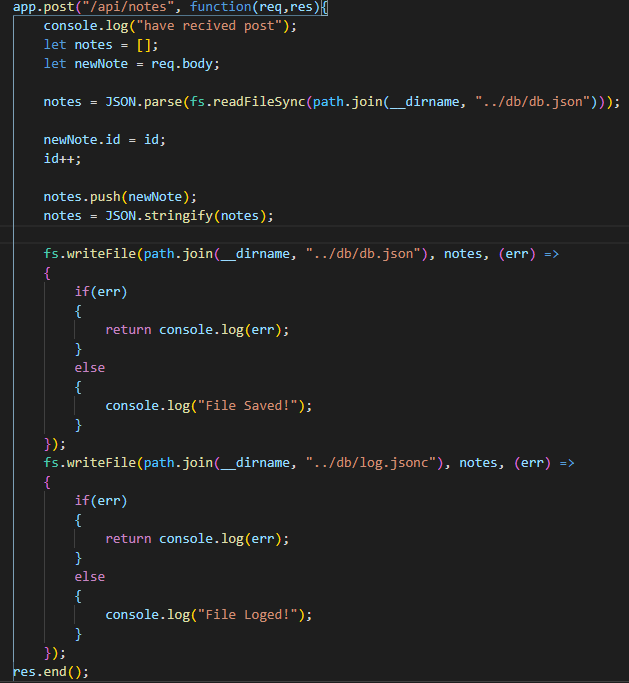 app.post("/api/notes", function(req,res){
    console.log("have recived post");
    let notes = [];
    let newNote = req.body;
    notes = JSON.parse(fs.readFileSync(path.join(__dirname, "../db/db.json")));
    newNote.id = id;
    id++;
    notes.push(newNote);
    notes = JSON.stringify(notes);
    fs.writeFile(path.join(__dirname, "../db/db.json"), notes, (err) =>
    {
        if(err)
        {
            return console.log(err);
        }
        else
        {
            console.log("File Saved!");
        }
    });
    fs.writeFile(path.join(__dirname, "../db/log.jsonc"), notes, (err) =>
    {
        if(err)
        {
            return console.log(err);
        }
        else
        {
            console.log("File Loged!");
        }
    });
res.end();